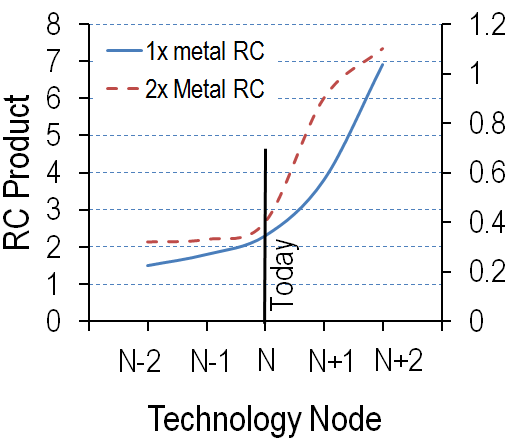 8
7
6
5
4
3
2
1
0
RC Product
1x metal RC
2x Metal RC
Today
1.2
1
0.8
0.6
0.4
0.2
0
N-2 N-1 N N+1 N+2
Technology Node